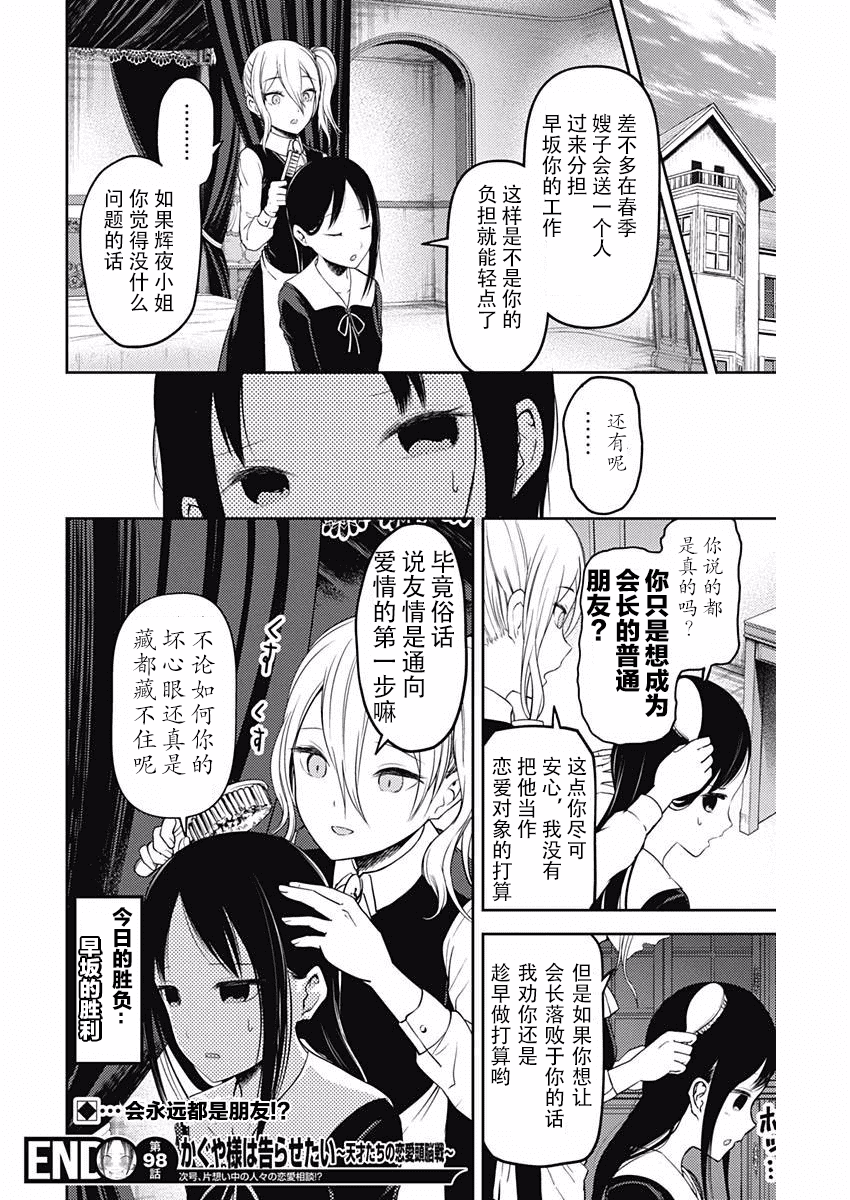 差不多在春季
嫂子会送一个人
过来分担
早坂你的工作
这样是不是你的
负担就能轻点了
………
如果辉夜小姐
你觉得没什么
问题的话
还有呢
……
你说的都
是真的吗？
你只是想成为
会长的普通
朋友？
这点你尽可
安心，我没有
把他当作
恋爱对象的打算
ホッ…
但是如果你想让
会长落败于你的话
我劝你还是
趁早做打算哟
毕竟俗话
说友情是通向
爱情的第一步嘛
くすくす
不论如何你的
坏心眼还真是
藏都藏不住呢
今日的胜负：
早坂的胜利
…会永远都是朋友!?
END
第98話
かぐや様は告らせたい～天才たちの恋愛頭脳戦～
次号、片想い中の人々の恋愛相談!?